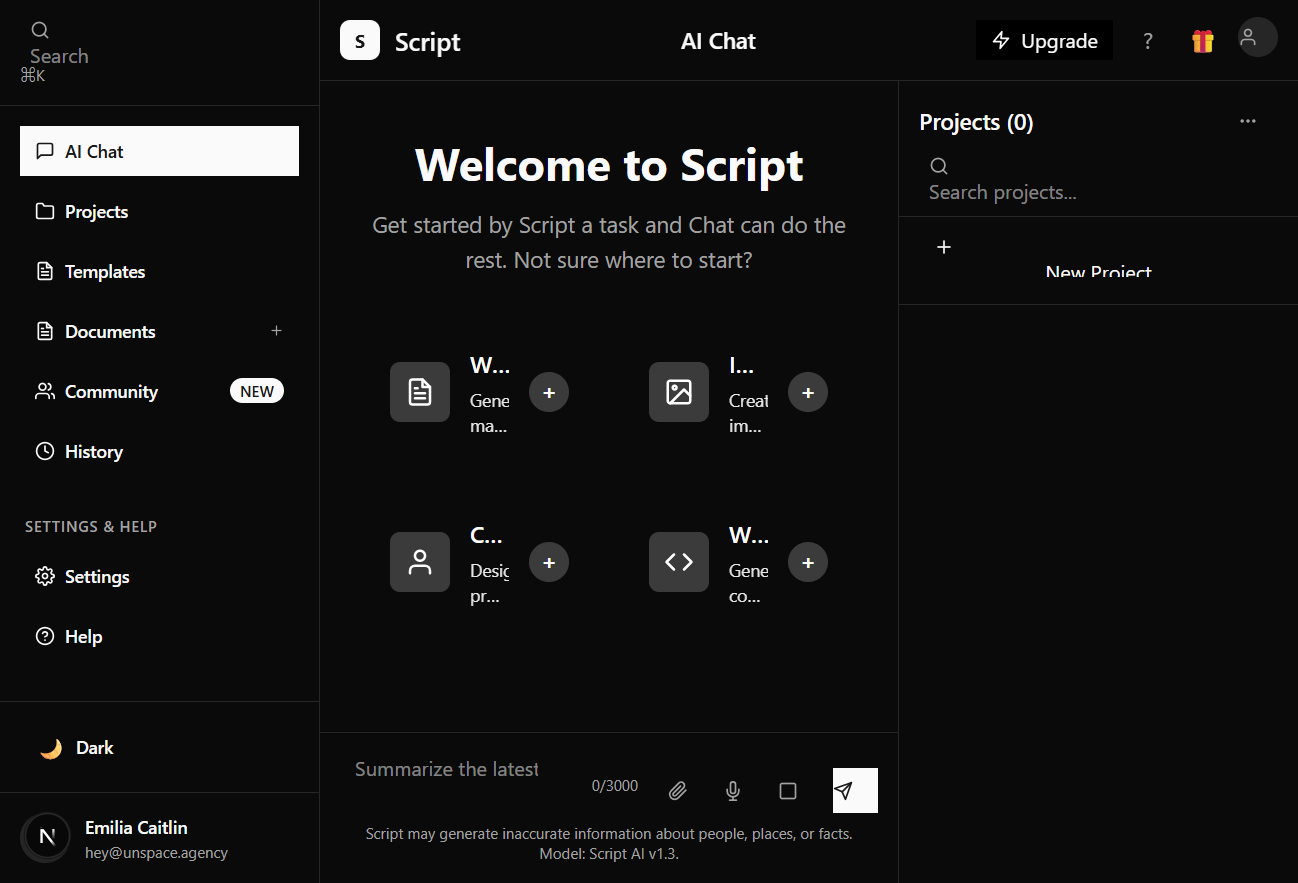 Search
⌘K
AI Chat
Projects
Templates
Documents +
Community NEW
History
SETTINGS & HELP
Settings
Help
Dark
N
Emilia Caitlin
hey@unspace.agency
S Script
AI Chat
Upgrade
?
Welcome to Script
Get started by Script a task and Chat can do the
rest. Not sure where to start?
W...
Gene
ma...
+
I...
Creat
im...
+
C...
Desig
pr...
+
W...
Gene
co...
+
Summarize the latest
0/3000
Script may generate inaccurate information about people, places, or facts.
Model: Script AI v1.3.
Projects (0)
...
Search projects...
+
New Project